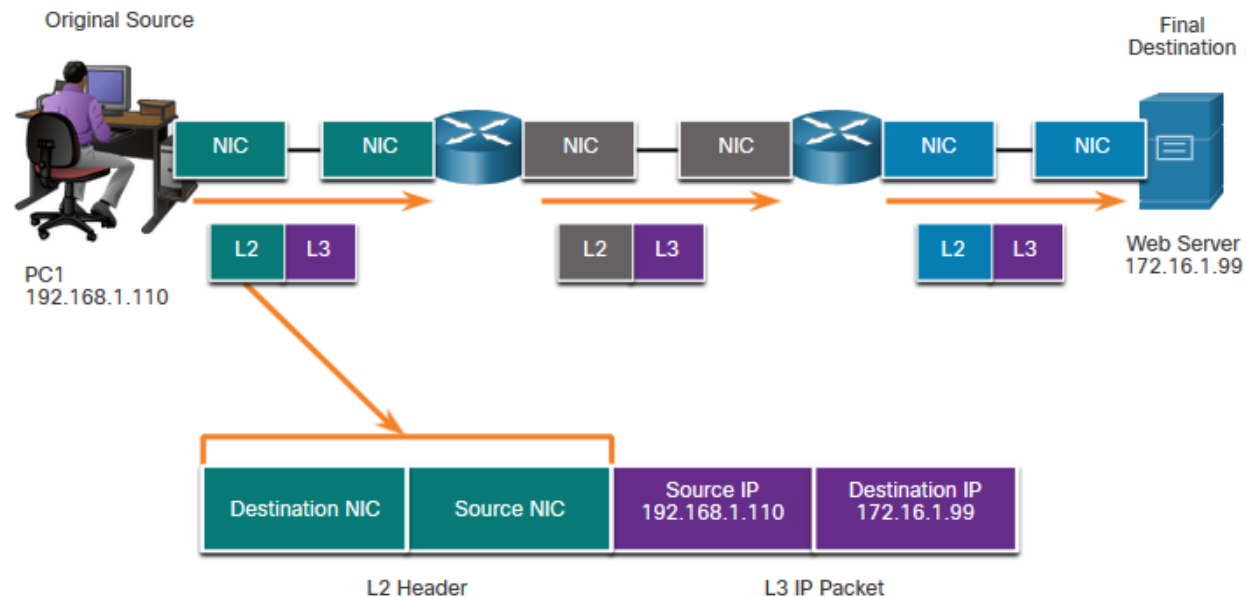 Original Source
Final
Destination
NIC
NIC
NIC
NIC
NIC
NIC
L2
L3
L2
L3
L2
L3
PC1
192.168.1.110
Web Server
172.16.1.99
Destination NIC
Source NIC
Source IP
192.168.1.110
Destination IP
172.16.1.99
L2 Header
L3 IP Packet